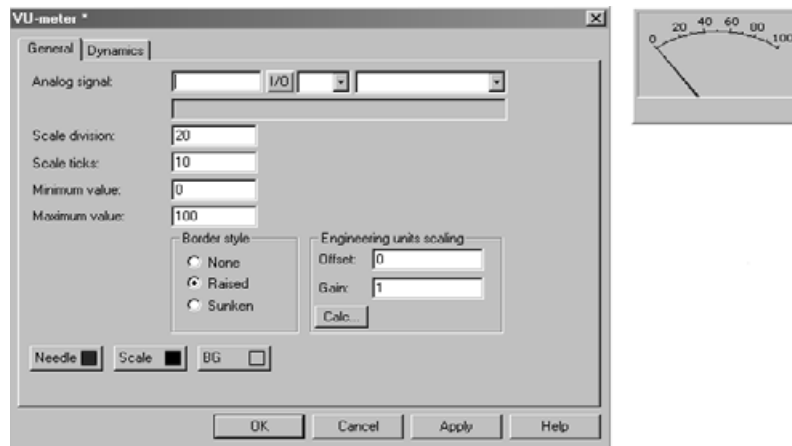 VU-meter *
General Dynamics
Analog signal: I/O
Scale division: 20
Scale ticks: 10
Minimum value: 0
Maximum value: 100
Border style
None
Raised
Sunken
Engineering units scaling
Offset: 0
Gain: 1
Calc...
Needle Scale BG
OK Cancel Apply Help
0 20 40 60 80 100